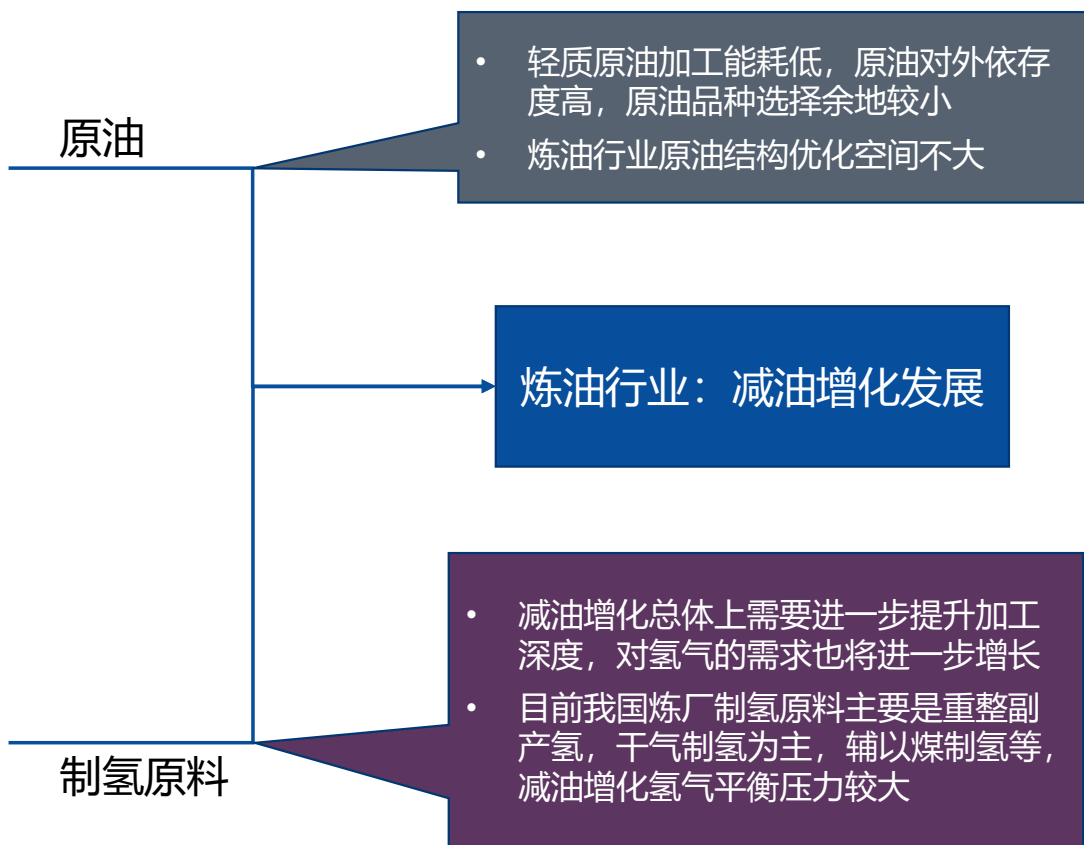 • 轻质原油加工能耗低，原油对外依存
度高，原油品种选择余地较小
• 炼油行业原油结构优化空间不大
原油
炼油行业：减油增化发展
• 减油增化总体上需要进一步提升加工
深度，对氢气的需求也将进一步增长
• 目前我国炼厂制氢原料主要是重整副
产氢，干气制氢为主，辅以煤制氢等，
减油增化氢气平衡压力较大
制氢原料